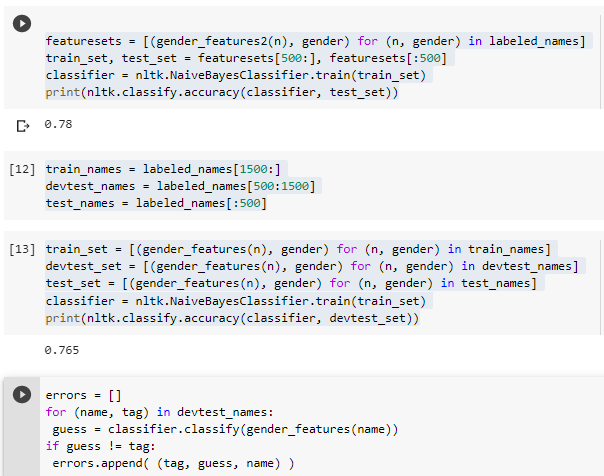 featuresets = [(gender_features2(n), gender) for (n, gender) in labeled_names]
train_set, test_set = featuresets[500:], featuresets[:500]
classifier = nltk.NaiveBayesClassifier.train(train_set)
print(nltk.classify.accuracy(classifier, test_set))
0.78
[12] train_names = labeled_names[1500:]
devtest_names = labeled_names[500:1500]
test_names = labeled_names[:500]
[13] train_set = [(gender_features(n), gender) for (n, gender) in train_names]
devtest_set = [(gender_features(n), gender) for (n, gender) in devtest_names]
test_set = [(gender_features(n), gender) for (n, gender) in test_names]
classifier = nltk.NaiveBayesClassifier.train(train_set)
print(nltk.classify.accuracy(classifier, devtest_set))
0.765
errors = []
for (name, tag) in devtest_names:
 guess = classifier.classify(gender_features(name))
if guess != tag:
 errors.append( (tag, guess, name) )